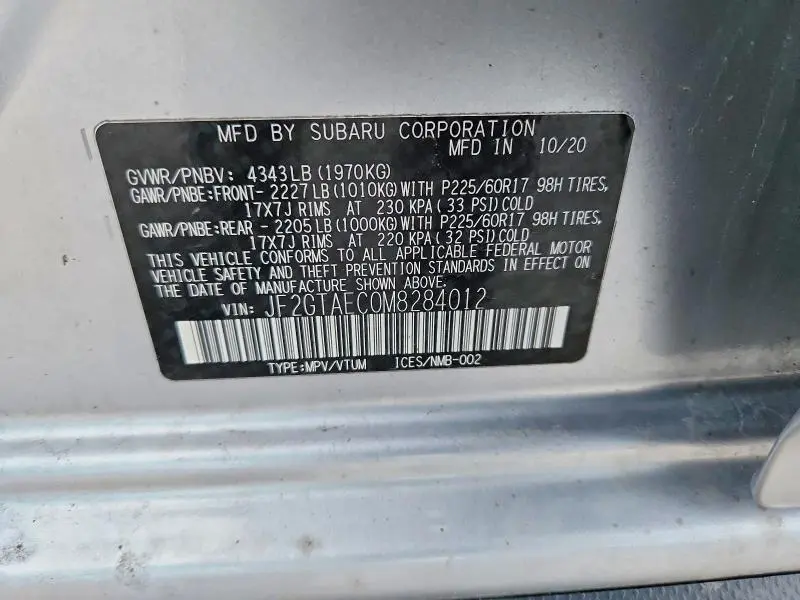 MFD BY SUBARU CORPORATION
MFD IN 10/20
GVWR/PNBV: 4343LB(1970KG)
GAWR/PNBE:FRONT- 2227LB(1010KG)WITH P225/60R17 98H TIRES,
17X7J RIMS AT 230 KPA(33 PSI)COLD
GAWR/PNBE:REAR - 2205LB(1000KG)WITH P225/60R17 98H TIRES,
17X7J RIMS AT 220 KPA(32 PSI)COLD
THIS VEHICLE CONFORMS TO ALL APPLICABLE FEDERAL MOTOR
VEHICLE SAFETY AND THEFT PREVENTION STANDARDS IN EFFECT ON
THE DATE OF MANUFACTURE SHOWN ABOVE.
VIN: JF2GTAEC0M8284012
TYPE:MPV/VTUM ICES/NMB-002